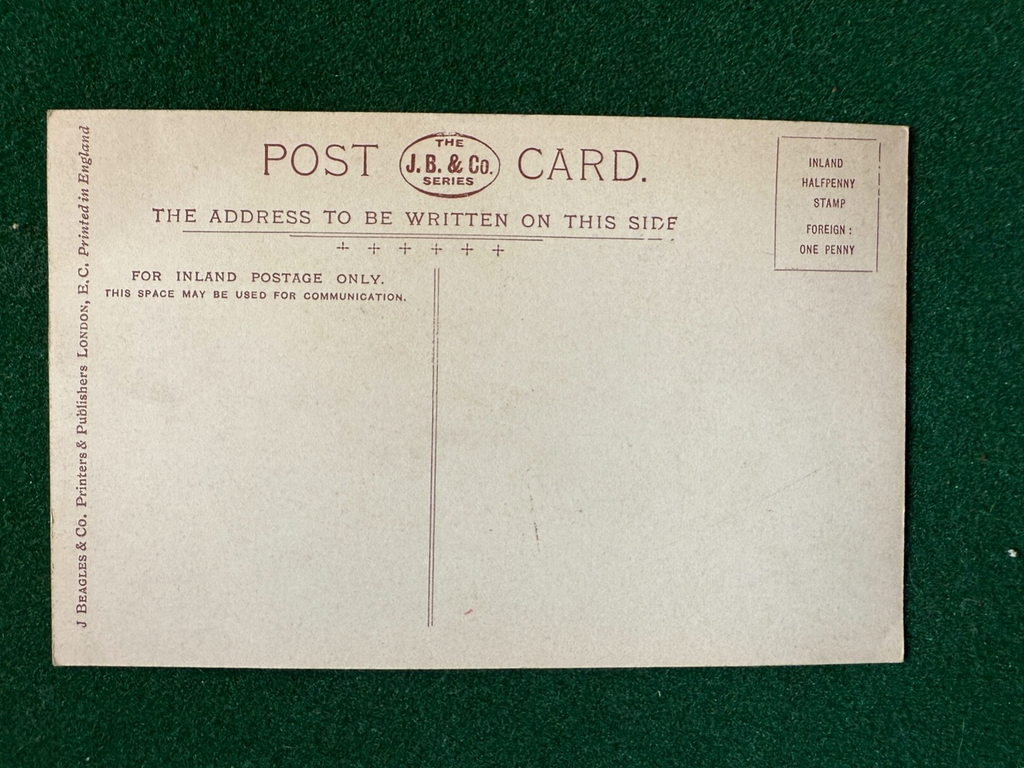 POST THE J.B. & Co. SERIES CARD.
THE ADDRESS TO BE WRITTEN ON THIS SIDE
INLAND
HALFPENNY
STAMP
FOREIGN :
ONE PENNY
FOR INLAND POSTAGE ONLY.
THIS SPACE MAY BE USED FOR COMMUNICATION.
J BEAGLES & CO. Printers & Publishers LONDON, E. C. Printed in England